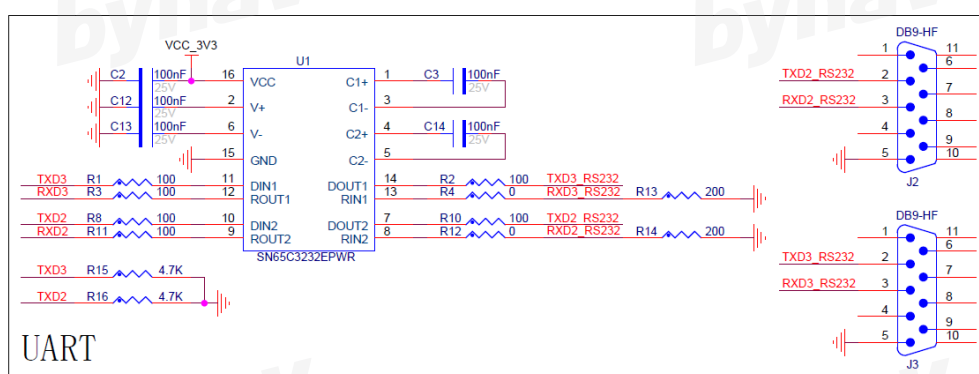 bynav
bynav
DB9-HF
VCC_3V3
U1
1
11
6
C2
100nF
25V
16
VCC
C1+
1
C3
100nF
25V
TXD2_RS232
2
7
C12
100nF
25V
2
V+
C1-
3
RXD2_RS232
3
8
C13
100nF
25V
6
V-
C2+
4
C14
100nF
25V
4
9
15
GND
C2-
5
5
10
J2
TXD3
R1
100
11
DIN1
DOUT1
14
R2
100
TXD3_RS232
RXD3
R3
100
12
ROUT1
RIN1
13
R4
0
RXD3_RS232
R13
200
TXD2
R8
100
10
DIN2
DOUT2
7
R10
100
TXD2_RS232
RXD2
R11
100
9
ROUT2
RIN2
8
R12
0
RXD2_RS232
R14
200
SN65C3232EPWR
DB9-HF
1
11
6
TXD3_RS232
2
7
RXD3_RS232
3
8
4
9
5
10
J3
TXD3
R15
4.7K
TXD2
R16
4.7K
UART